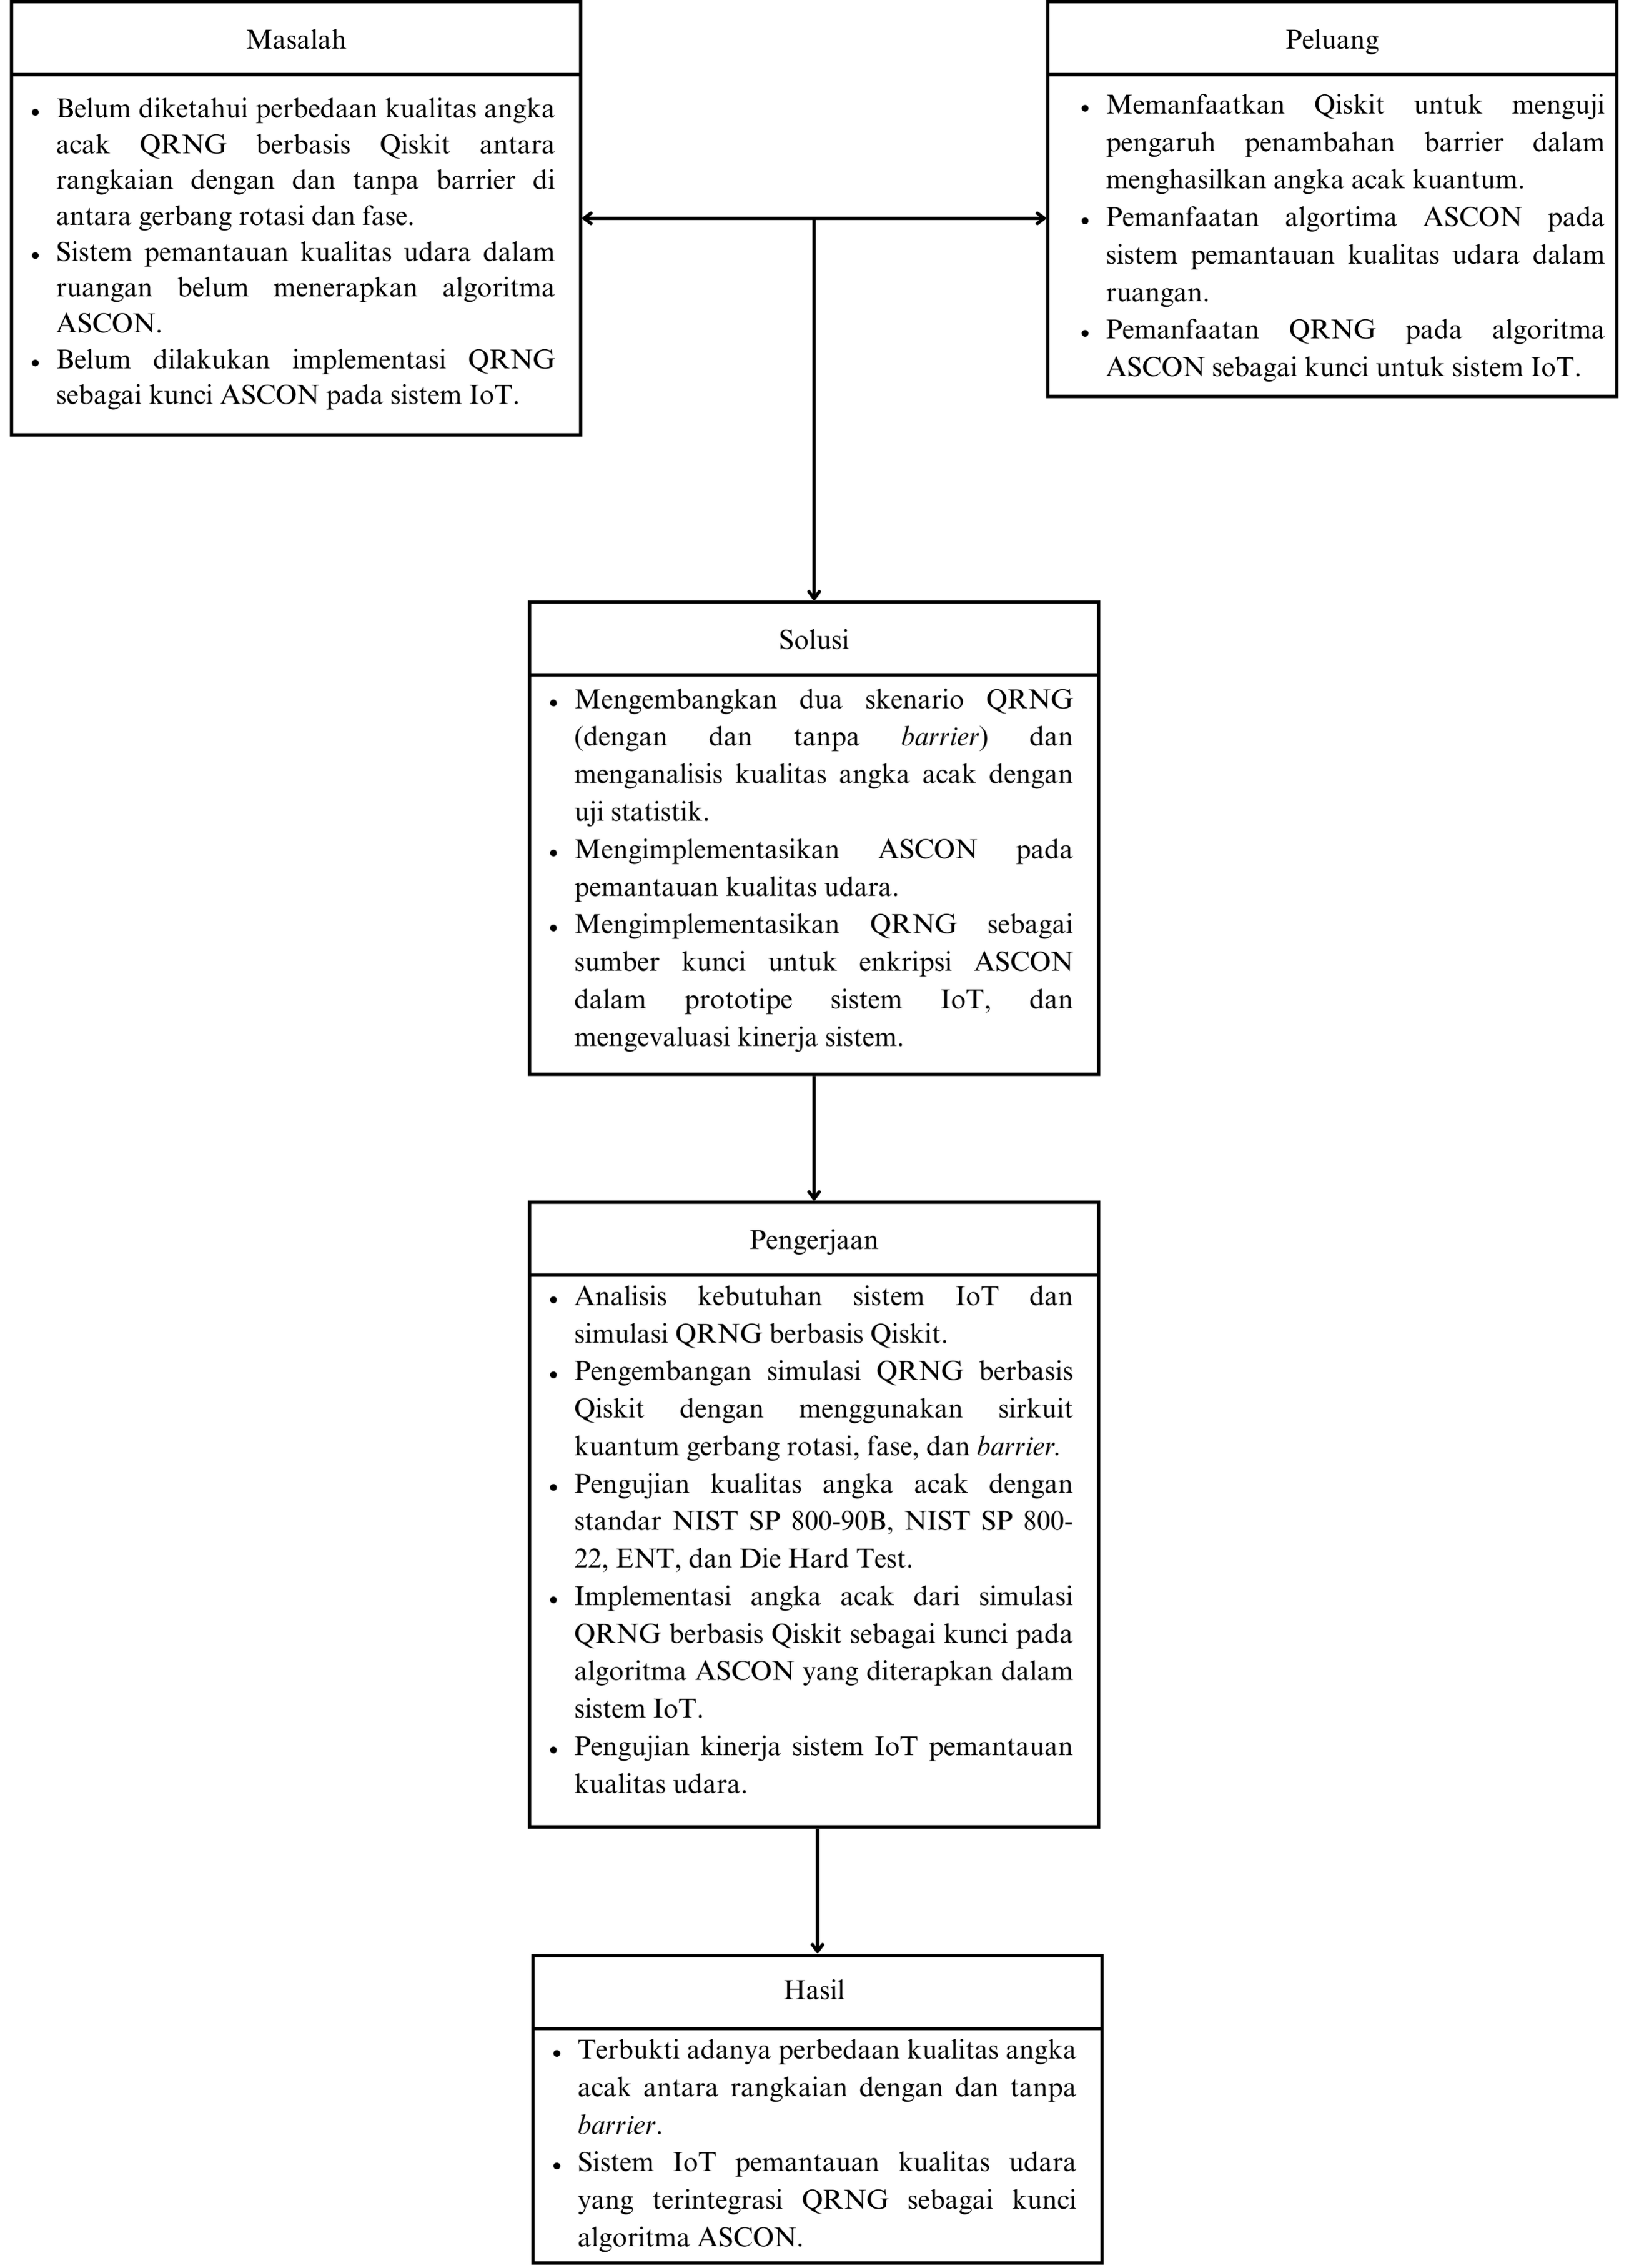 Masalah
• Belum diketahui perbedaan kualitas angka
acak QRNG berbasis Qiskit antara
rangkaian dengan dan tanpa barrier di
antara gerbang rotasi dan fase.
• Sistem pemantauan kualitas udara dalam
ruangan belum menerapkan algoritma
ASCON.
• Belum dilakukan implementasi QRNG
sebagai kunci ASCON pada sistem IoT.
Peluang
• Memanfaatkan Qiskit untuk menguji
pengaruh penambahan barrier dalam
menghasilkan angka acak kuantum.
• Pemanfaatan algortima ASCON pada
sistem pemantauan kualitas udara dalam
ruangan.
• Pemanfaatan QRNG pada algoritma
ASCON sebagai kunci untuk sistem IoT.
Solusi
• Mengembangkan dua skenario QRNG
(dengan dan tanpa barrier) dan
menganalisis kualitas angka acak dengan
uji statistik.
• Mengimplementasikan ASCON pada
pemantauan kualitas udara.
• Mengimplementasikan QRNG sebagai
sumber kunci untuk enkripsi ASCON
dalam prototipe sistem IoT, dan
mengevaluasi kinerja sistem.
Pengerjaan
• Analisis kebutuhan sistem IoT dan
simulasi QRNG berbasis Qiskit.
• Pengembangan simulasi QRNG berbasis
Qiskit dengan menggunakan sirkuit
kuantum gerbang rotasi, fase, dan barrier.
• Pengujian kualitas angka acak dengan
standar NIST SP 800-90B, NIST SP 800-
22, ENT, dan Die Hard Test.
• Implementasi angka acak dari simulasi
QRNG berbasis Qiskit sebagai kunci pada
algoritma ASCON yang diterapkan dalam
sistem IoT.
• Pengujian kinerja sistem IoT pemantauan
kualitas udara.
Hasil
• Terbukti adanya perbedaan kualitas angka
acak antara rangkaian dengan dan tanpa
barrier.
• Sistem IoT pemantauan kualitas udara
yang terintegrasi QRNG sebagai kunci
algoritma ASCON.